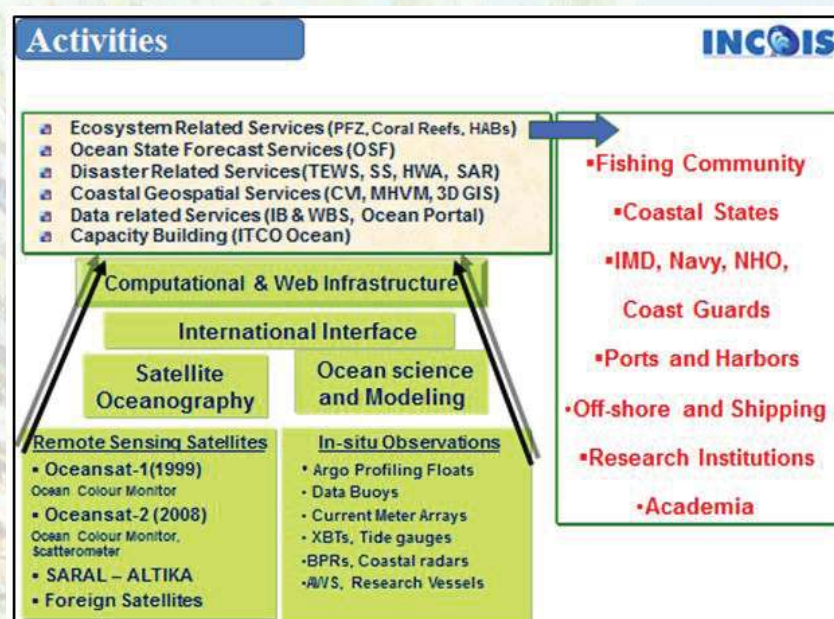 Activities
INCOIS
Ecosystem Related Services (PFZ, Coral Reefs, HABs)
Ocean State Forecast Services (OSF)
Disaster Related Services(TEWS, SS, HWA, SAR)
Coastal Geospatial Services (CVI, MHVM, 3D GIS)
Data related Services (IB & WBS, Ocean Portal)
Capacity Building (ITCO Ocean)
Computational & Web Infrastructure
International Interface
Satellite
Oceanography
Ocean science
and Modeling
Remote Sensing Satellites
▪ Oceansat-1(1999)
Ocean Colour Monitor
▪ Oceansat-2 (2008)
Ocean Colour Monitor,
Scatterometer
▪ SARAL – ALTIKA
▪ Foreign Satellites
In-situ Observations
• Argo Profiling Floats
• Data Buoys
• Current Meter Arrays
• XBTs, Tide gauges
•BPRs, Coastal radars
•AWS, Research Vessels
▪Fishing Community
▪Coastal States
▪IMD, Navy, NHO,
Coast Guards
▪Ports and Harbors
•Off-shore and Shipping
▪Research Institutions
•Academia